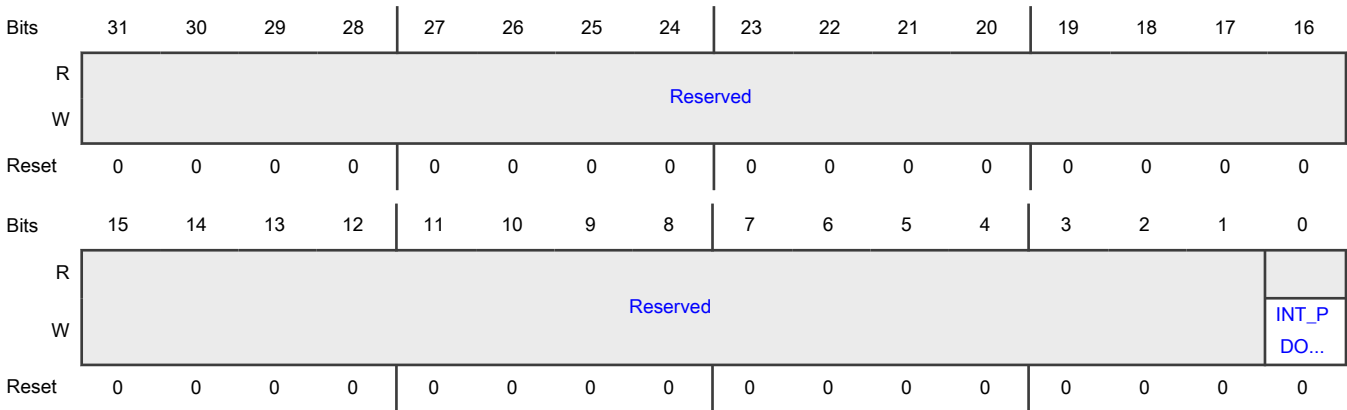 Bits 31 30 29 28 27 26 25 24 23 22 21 20 19 18 17 16
R
Reserved
W
Reset 0 0 0 0 0 0 0 0 0 0 0 0 0 0 0 0
Bits 15 14 13 12 11 10 9 8 7 6 5 4 3 2 1 0
R
Reserved
W
INT_P
DO...
Reset 0 0 0 0 0 0 0 0 0 0 0 0 0 0 0 0